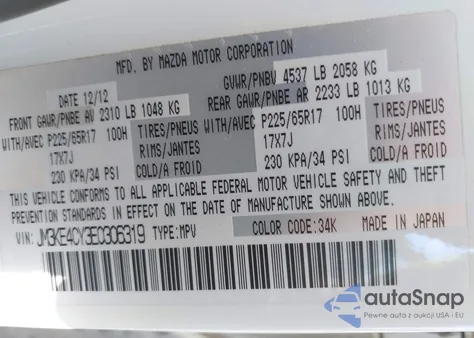 MFD. BY MAZDA MOTOR CORPORATION
DATE 12/12 GVWR/PNBV 4537 LB 2058 KG
FRONT GAWR/PNBE AV 2310 LB 1048 KG REAR GAWR/PNBE AR 2233 LB 1013 KG
WITH/AVEC P225/65R17 100H TIRES/PNEUS WITH/AVEC P225/65R17 100H TIRES/PNEUS
17X7J RIMS/JANTES 17X7J RIMS/JANTES
230 KPA/34 PSI COLD/A FROID 230 KPA/34 PSI COLD/A FROID
THIS VEHICLE CONFORMS TO ALL APPLICABLE FEDERAL MOTOR VEHICLE SAFETY AND THEFT
PREVENTION STANDARDS IN EFFECT ON THE DATE OF MANUFACTURE SHOWN ABOVE.
VIN: JM3KE4CY3E0306319 TYPE:MPV COLOR CODE: 34K MADE IN JAPAN
autoSnap
Pewne auta z aukcji USA i EU